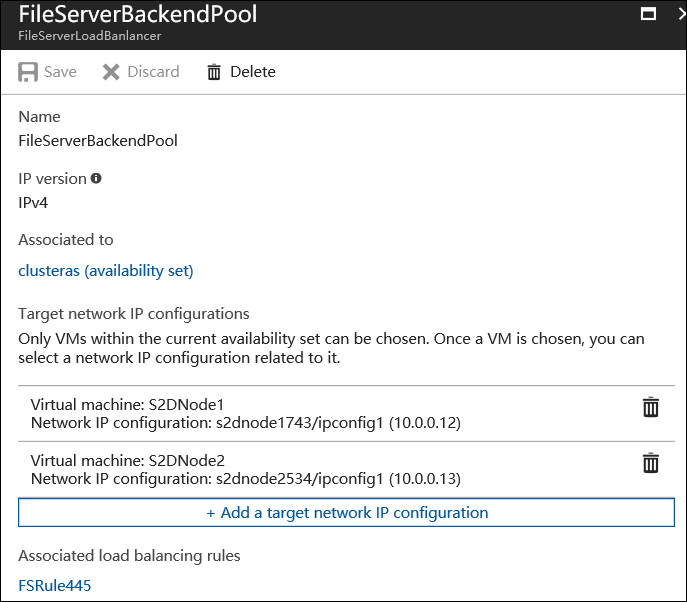 FileServerBackendPool
FileServerLoadBanlancer
Save Discard Delete
Name
FileServerBackendPool
IP version
IPv4
Associated to
clusteras (availability set)
Target network IP configurations
Only VMs within the current availability set can be chosen. Once a VM is chosen, you can
select a network IP configuration related to it.
Virtual machine: S2DNode1
Network IP configuration: s2dnode1743/ipconfig1 (10.0.0.12)
Virtual machine: S2DNode2
Network IP configuration: s2dnode2534/ipconfig1 (10.0.0.13)
+ Add a target network IP configuration
Associated load balancing rules
FSRule445